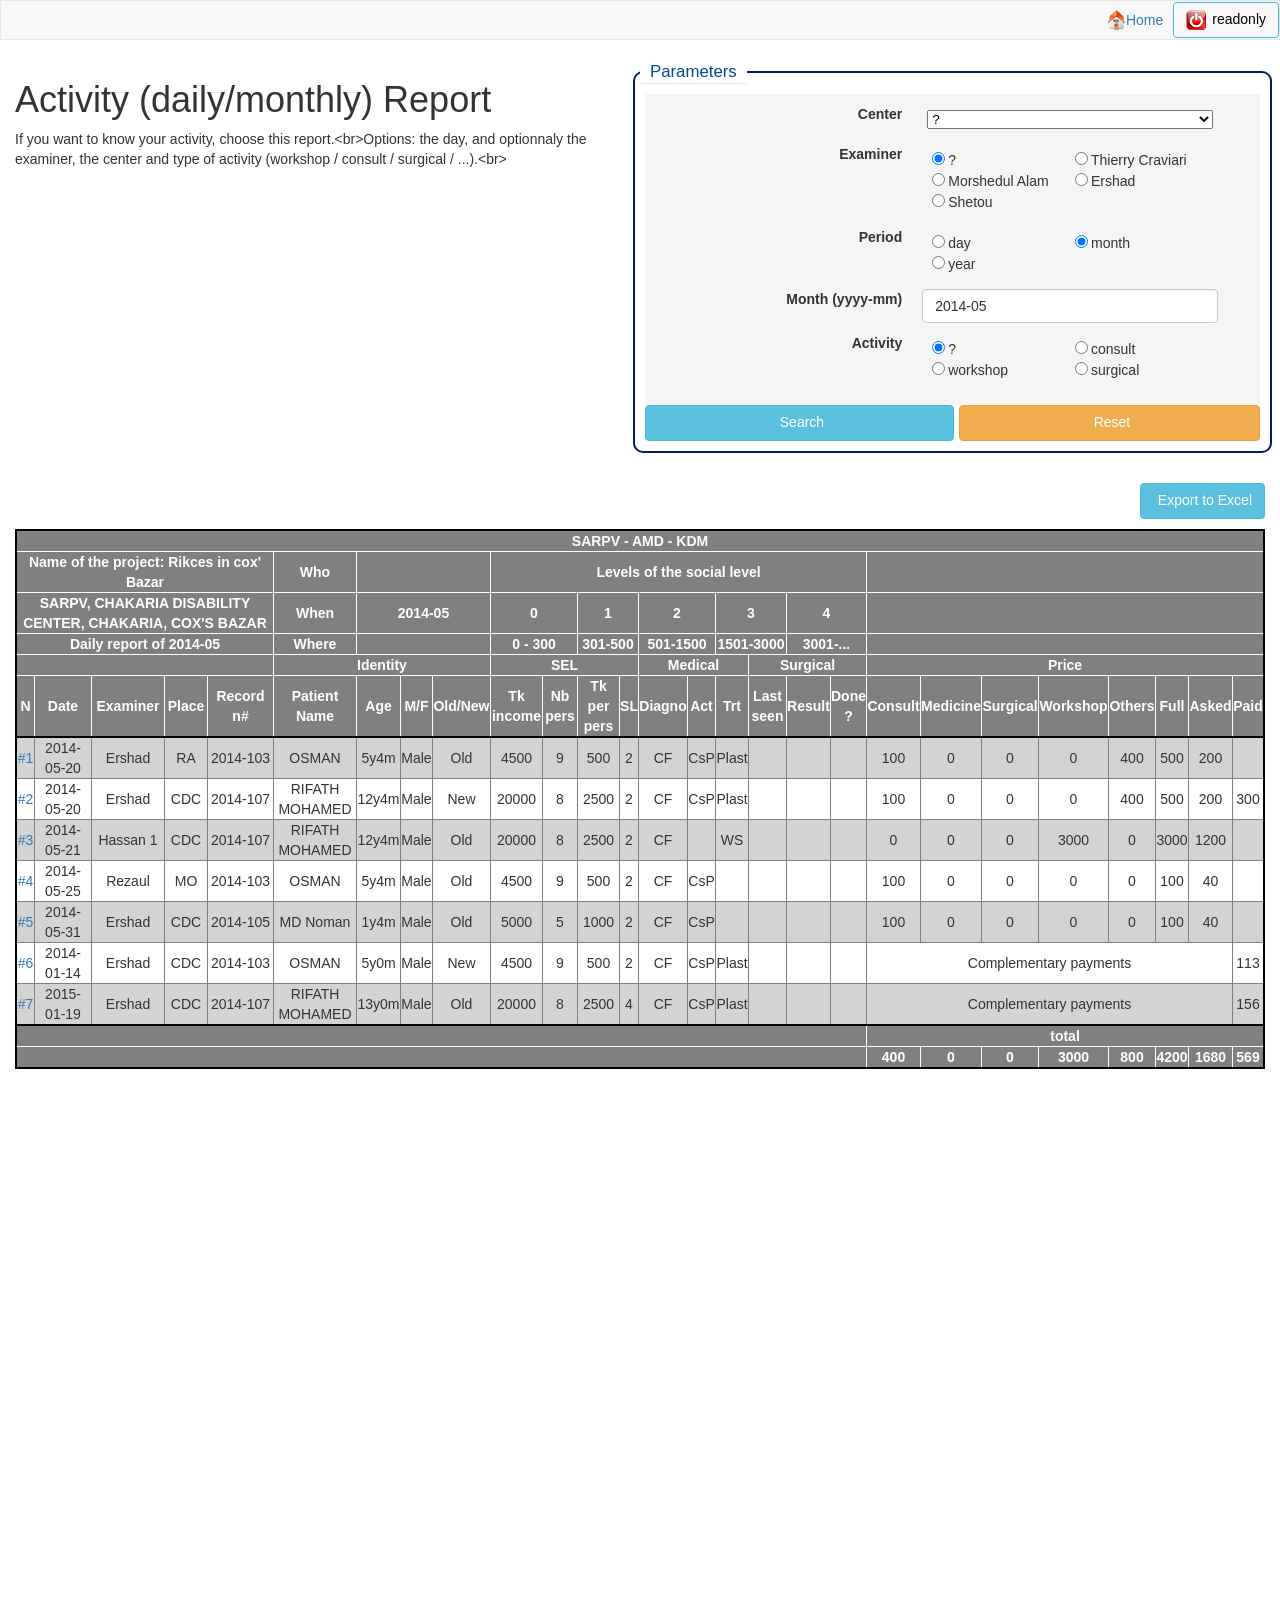 Home readonly
Parameters
Activity (daily/monthly) Report
If you want to know your activity, choose this report.<br>Options: the day, and optionnaly the
examiner, the center and type of activity (workshop / consult / surgical / ...).<br>
Center ?
Examiner ? Thierry Craviari
Morshedul Alam Ershad
Shetou
Period day month
year
Month (yyyy-mm) 2014-05
Activity ? consult
workshop surgical
Search Reset
Export to Excel
SARPV - AMD - KDM
Name of the project: Rikces in cox' Bazar Who Levels of the social level
SARPV, CHAKARIA DISABILITY CENTER, CHAKARIA, COX'S BAZAR When 2014-05 0 1 2 3 4
Daily report of 2014-05 Where 0 - 300 301-500 501-1500 1501-3000 3001-...
Identity SEL Medical Surgical Price
N Date Examiner Place Record n# Patient Name Age M/F Old/New Tk income Nb pers Tk per pers SL Diagno Act Trt Last seen Result Done ? Consult Medicine Surgical Workshop Others Full Asked Paid
#1 2014-05-20 Ershad RA 2014-103 OSMAN 5y4m Male Old 4500 9 500 2 CF CsP Plast 100 0 0 0 400 500 200
#2 2014-05-20 Ershad CDC 2014-107 RIFATH MOHAMED 12y4m Male New 20000 8 2500 2 CF CsP Plast 100 0 0 0 400 500 200 300
#3 2014-05-21 Hassan 1 CDC 2014-107 RIFATH MOHAMED 12y4m Male Old 20000 8 2500 2 CF WS 0 0 0 3000 0 3000 1200
#4 2014-05-25 Rezaul MO 2014-103 OSMAN 5y4m Male Old 4500 9 500 2 CF CsP 100 0 0 0 0 100 40
#5 2014-05-31 Ershad CDC 2014-105 MD Noman 1y4m Male Old 5000 5 1000 2 CF CsP 100 0 0 0 0 100 40
#6 2014-01-14 Ershad CDC 2014-103 OSMAN 5y0m Male New 4500 9 500 2 CF CsP Plast Complementary payments 113
#7 2015-01-19 Ershad CDC 2014-107 RIFATH MOHAMED 13y0m Male Old 20000 8 2500 4 CF CsP Plast Complementary payments 156
total
400 0 0 3000 800 4200 1680 569